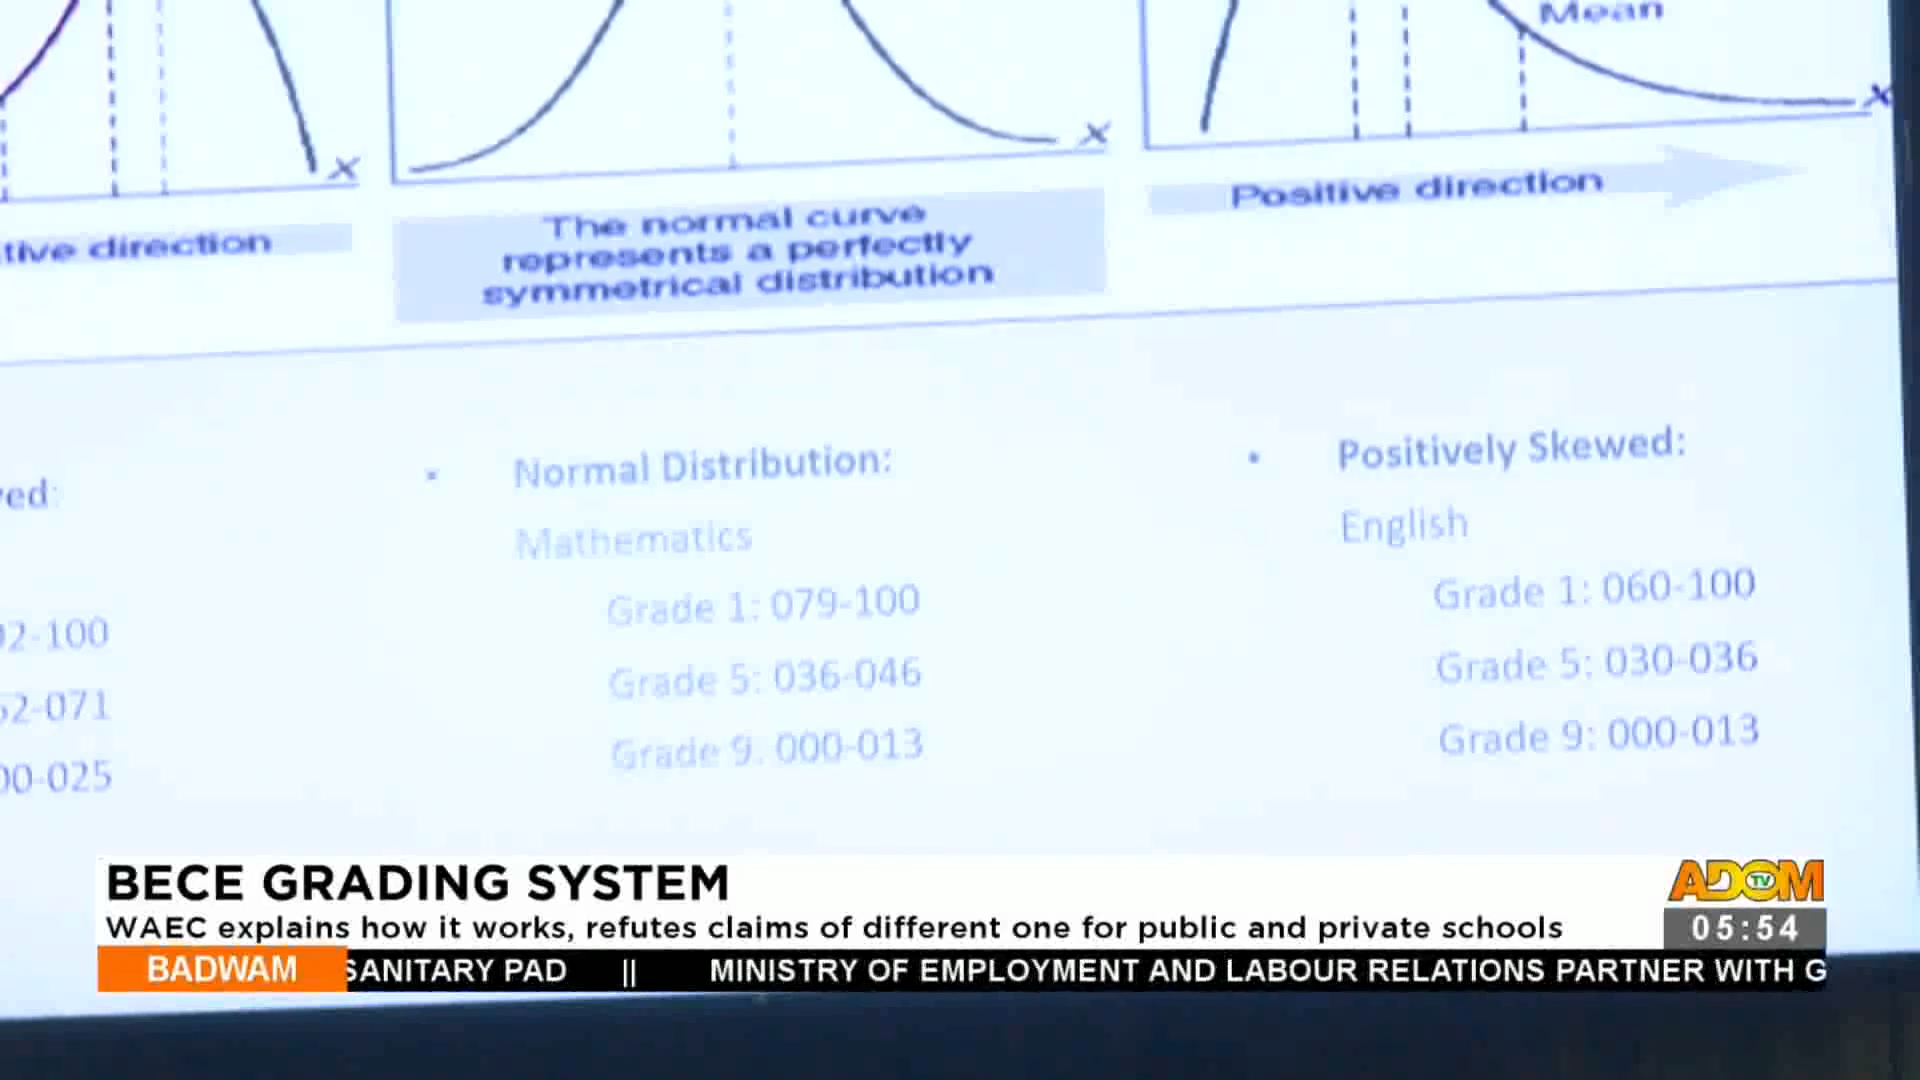 Mean
x
x
x
tive direction
The normal curve
represents a perfectly
symmetrical distribution
Positive direction
ed:
2-100
2-071
00-025
• Normal Distribution:
Mathematics
Grade 1: 079-100
Grade 5: 036-046
Grade 9: 000-013
• Positively Skewed:
English
Grade 1: 060-100
Grade 5: 030-036
Grade 9: 000-013
BECE GRADING SYSTEM
WAEC explains how it works, refutes claims of different one for public and private schools
ADOM TV
05:54
BADWAM
SANITARY PAD || MINISTRY OF EMPLOYMENT AND LABOUR RELATIONS PARTNER WITH G